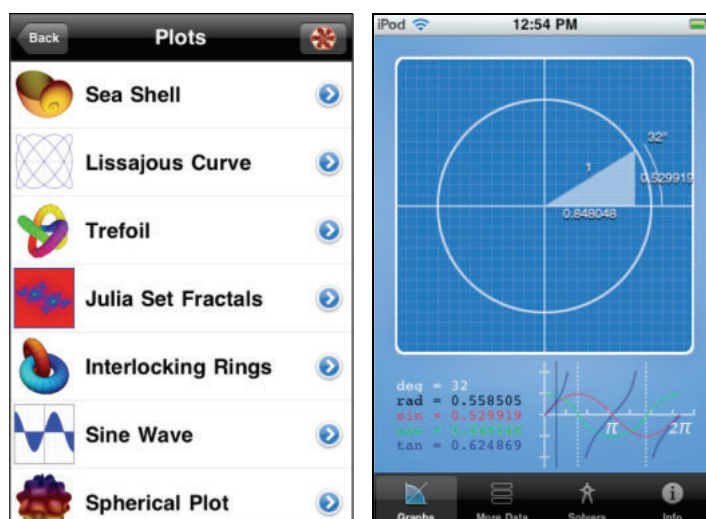 Back Plots
Sea Shell
Lissajous Curve
Trefoil
Julia Set Fractals
Interlocking Rings
Sine Wave
Spherical Plot
iPod 12:54 PM
32°
1
0.529919
0.848048
deg = 32
rad = 0.558505
sin = 0.529919
tan = 0.624869
π 2π
Graphs More Data Solvers Info